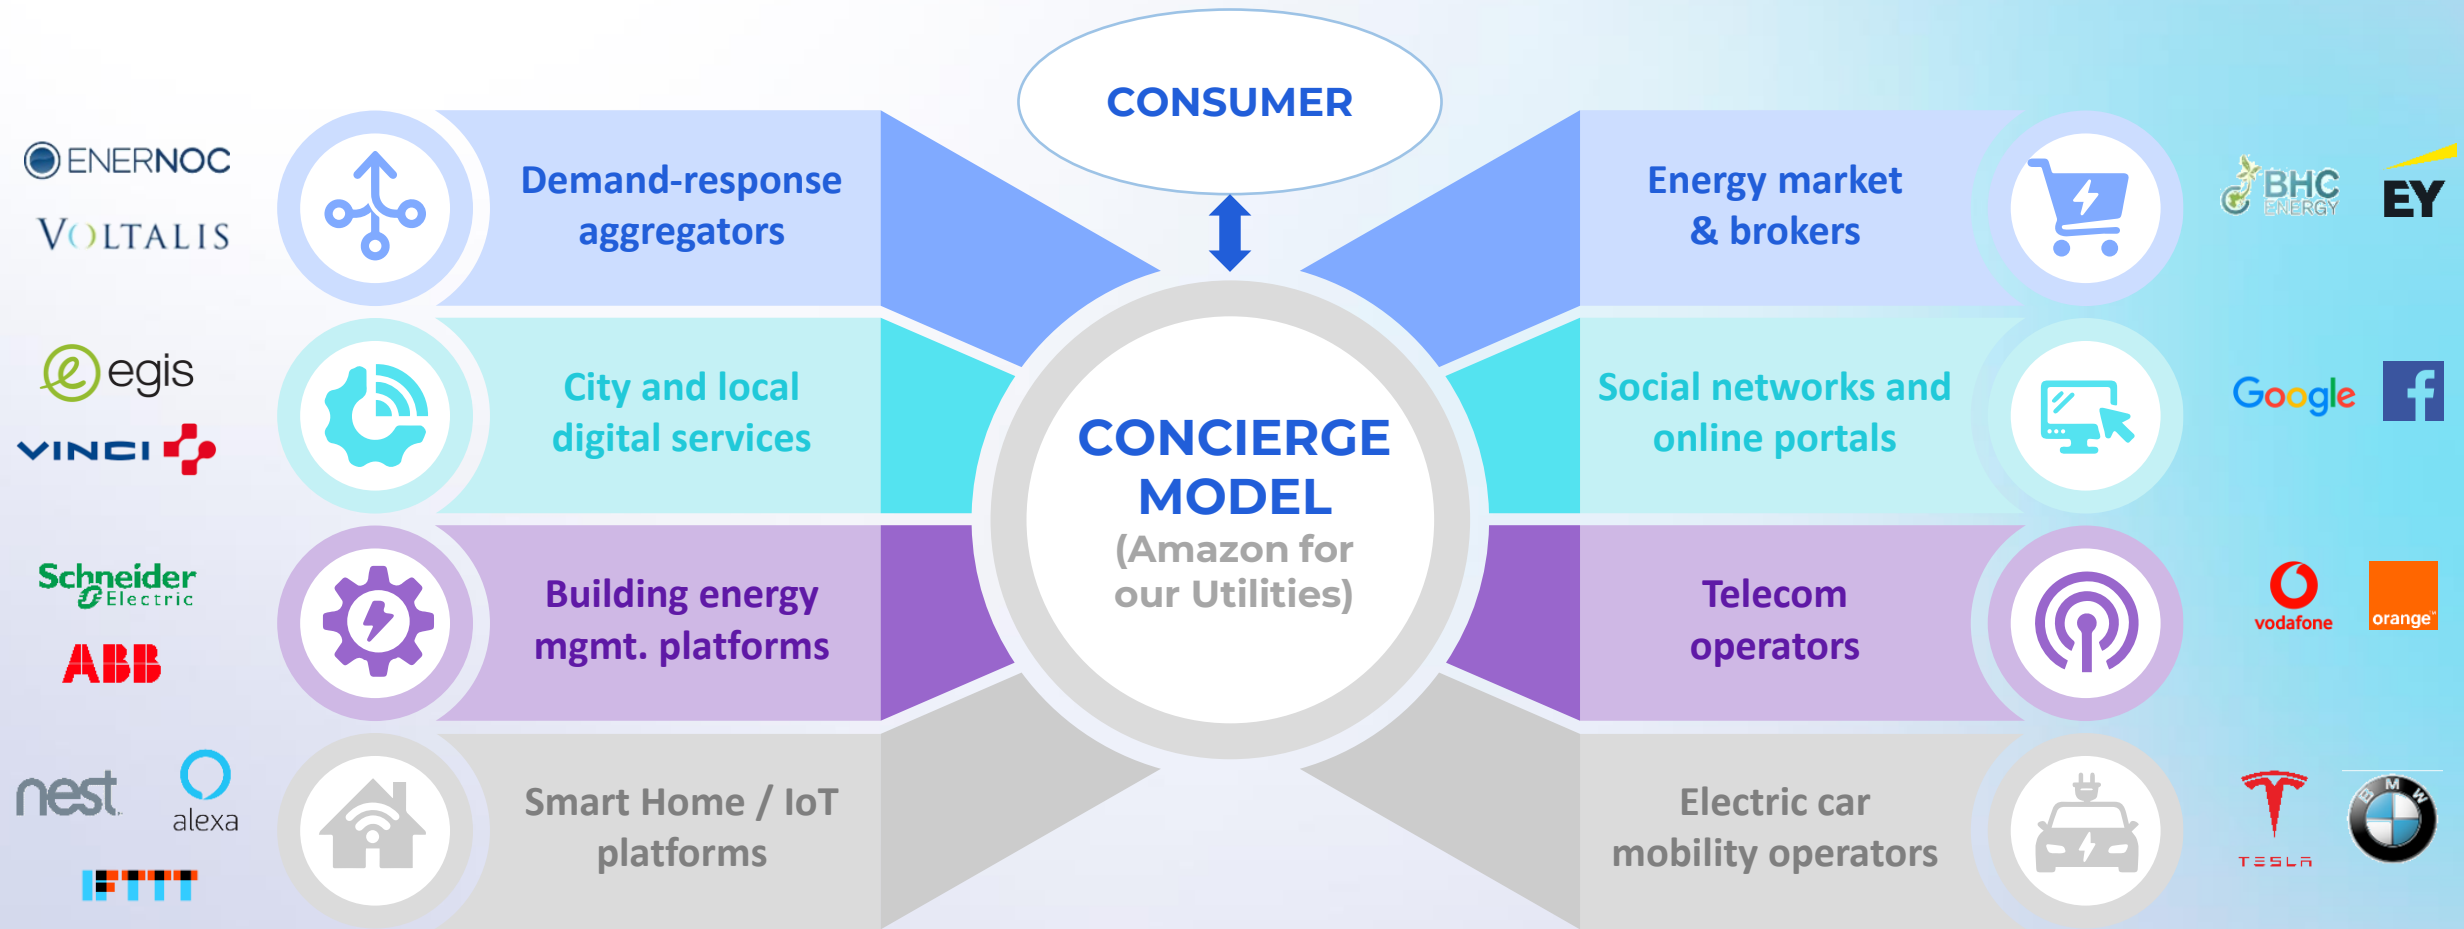 CONSUMER
ENERNOC
VOLTALIS
Demand-response
aggregators
egis
VINCI
City and local
digital services
Schneider
Electric
ABB
Building energy
mgmt. platforms
nest
alexa
IFTTT
Smart Home / IoT
platforms
CONCIERGE
MODEL
(Amazon for
our Utilities)
Energy market
& brokers
BHC
ENERGY
EY
Social networks and
online portals
Google
f
Telecom
operators
vodafone
orange™
Electric car
mobility operators
TESLA
BMW